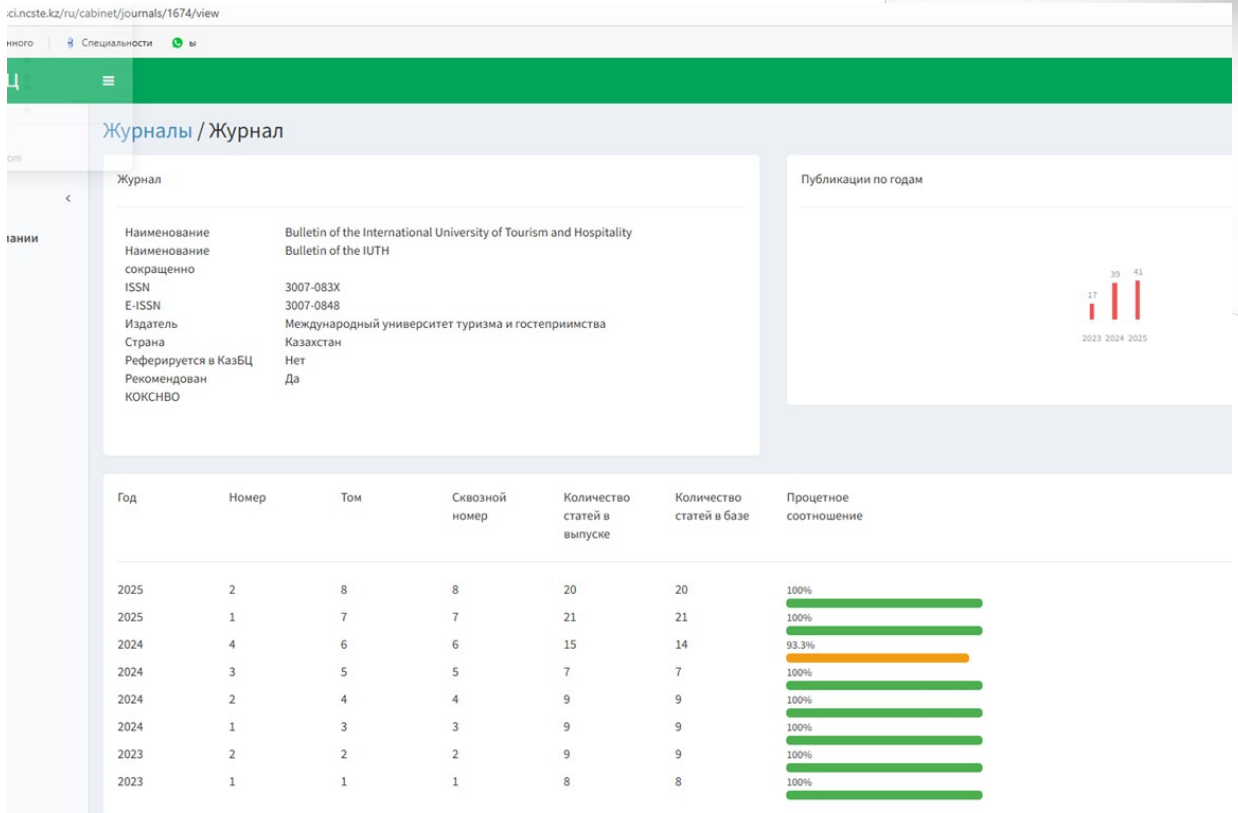 sci.ncste.kz/ru/cabinet/journals/1674/view
нного Специальности ы
Ц
Журналы / Журнал
om
Журнал
Публикации по годам
пании
Наименование Bulletin of the International University of Tourism and Hospitality
Наименование Bulletin of the IUTH
сокращенно
ISSN 3007-083X
E-ISSN 3007-0848
Издатель Международный университет туризма и гостеприимства
Страна Казахстан
Реферируется в КазБЦ Нет
Рекомендован Да
КОКСНВО
17 39 41
2023 2024 2025
Год Номер Том Сквозной Количество Количество Процетное
номер статей в статей в базе соотношение
выпуске
2025 2 8 8 20 20 100%
2025 1 7 7 21 21 100%
2024 4 6 6 15 14 93.3%
2024 3 5 5 7 7 100%
2024 2 4 4 9 9 100%
2024 1 3 3 9 9 100%
2023 2 2 2 9 9 100%
2023 1 1 1 8 8 100%